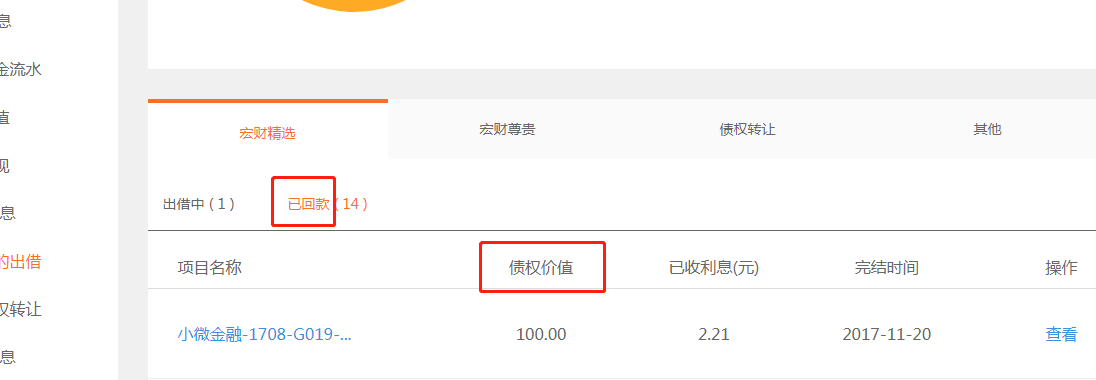 息
金流水
值
现
息
的出借
权转让
息
宏财精选 宏财尊贵 债权转让 其他
出借中 ( 1 ) 已回款 ( 14 )
项目名称 债权价值 已收利息(元) 完结时间 操作
小微金融-1708-G019-... 100.00 2.21 2017-11-20 查看